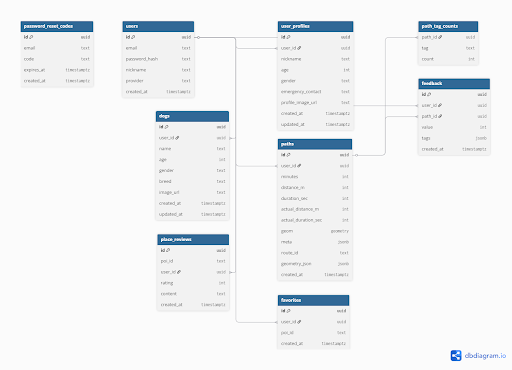 password_reset_codes
id uuid
email text
code text
expires_at timestamptz
created_at timestamptz
users
id uuid
email text
password_hash text
nickname text
provider text
created_at timestamptz
user_profiles
id uuid
user_id uuid
nickname text
age int
gender text
emergency_contact text
profile_image_url text
created_at timestamptz
updated_at timestamptz
path_tag_counts
path_id uuid
tag text
count int
feedback
id uuid
user_id uuid
path_id uuid
value int
tags jsonb
created_at timestamptz
dogs
id uuid
user_id uuid
name text
age int
gender text
breed text
image_url text
created_at timestamptz
updated_at timestamptz
paths
id uuid
user_id uuid
minutes int
distance_m int
duration_sec int
actual_distance_m int
actual_duration_sec int
geom geometry
meta jsonb
route_id text
geometry_json jsonb
created_at timestamptz
place_reviews
id uuid
poi_id text
user_id uuid
rating int
content text
created_at timestamptz
favorites
id uuid
user_id uuid
poi_id text
created_at timestamptz
dbdiagram.io